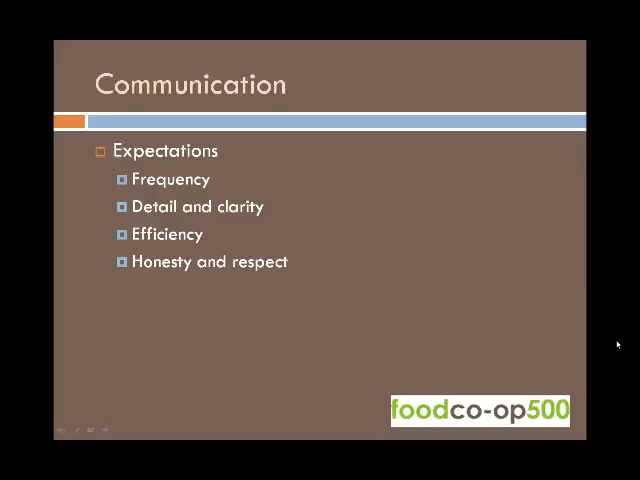 Communication
Expectations
Frequency
Detail and clarity
Efficiency
Honesty and respect
foodco-op500